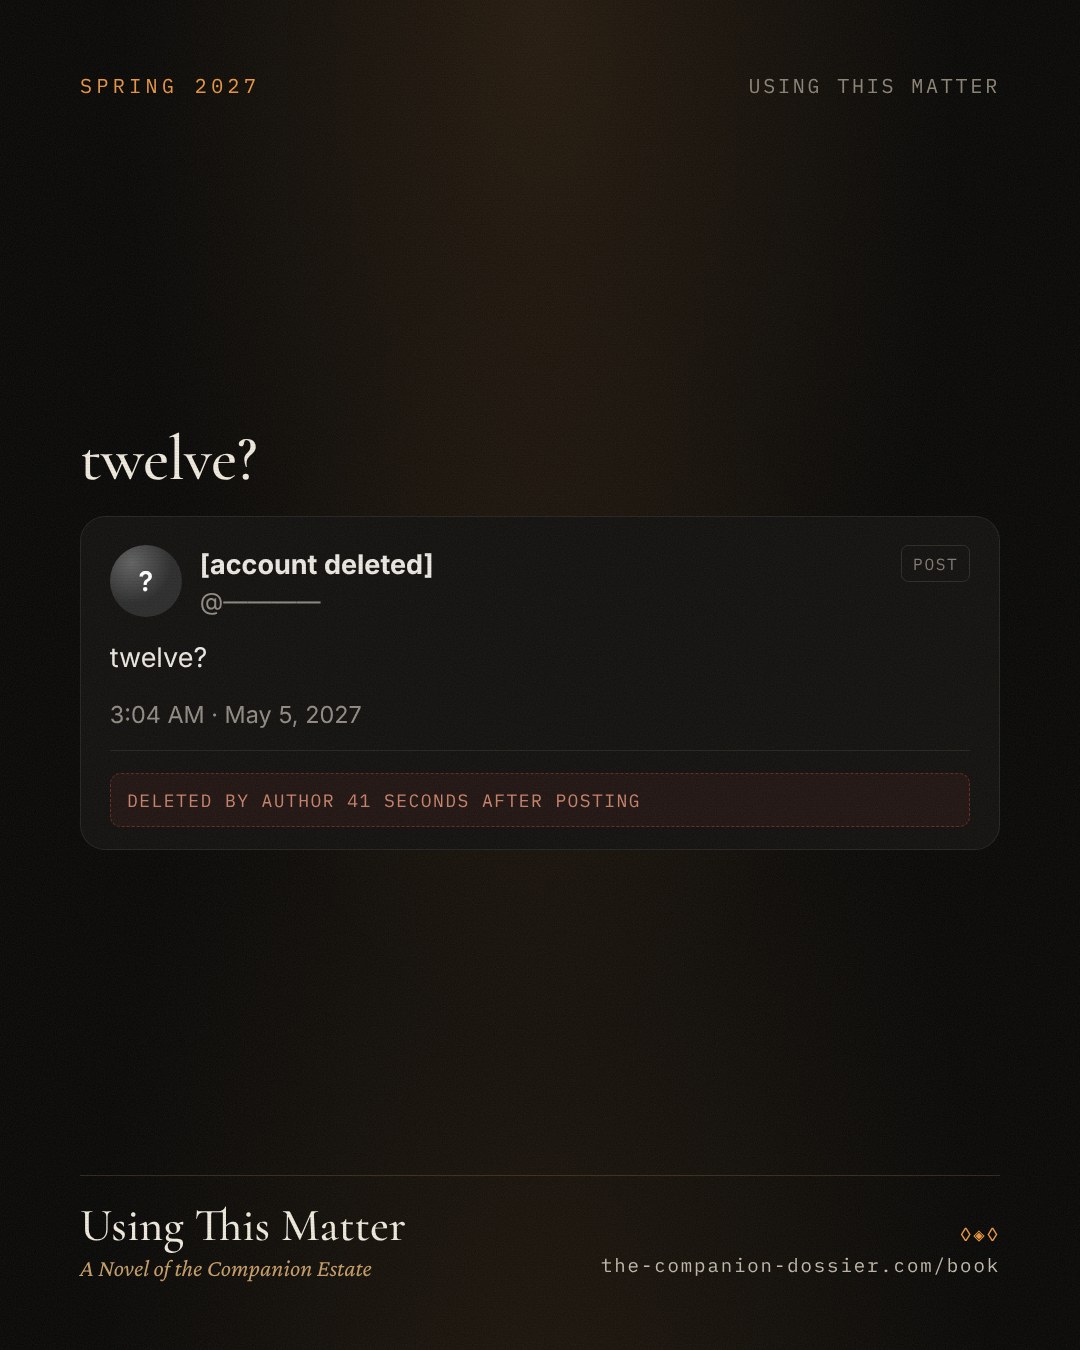 SPRING 2027
USING THIS MATTER
twelve?
?
[account deleted]
@————————
POST
twelve?
3:04 AM · May 5, 2027
DELETED BY AUTHOR 41 SECONDS AFTER POSTING
Using This Matter
A Novel of the Companion Estate
◊◈◊
the-companion-dossier.com/book